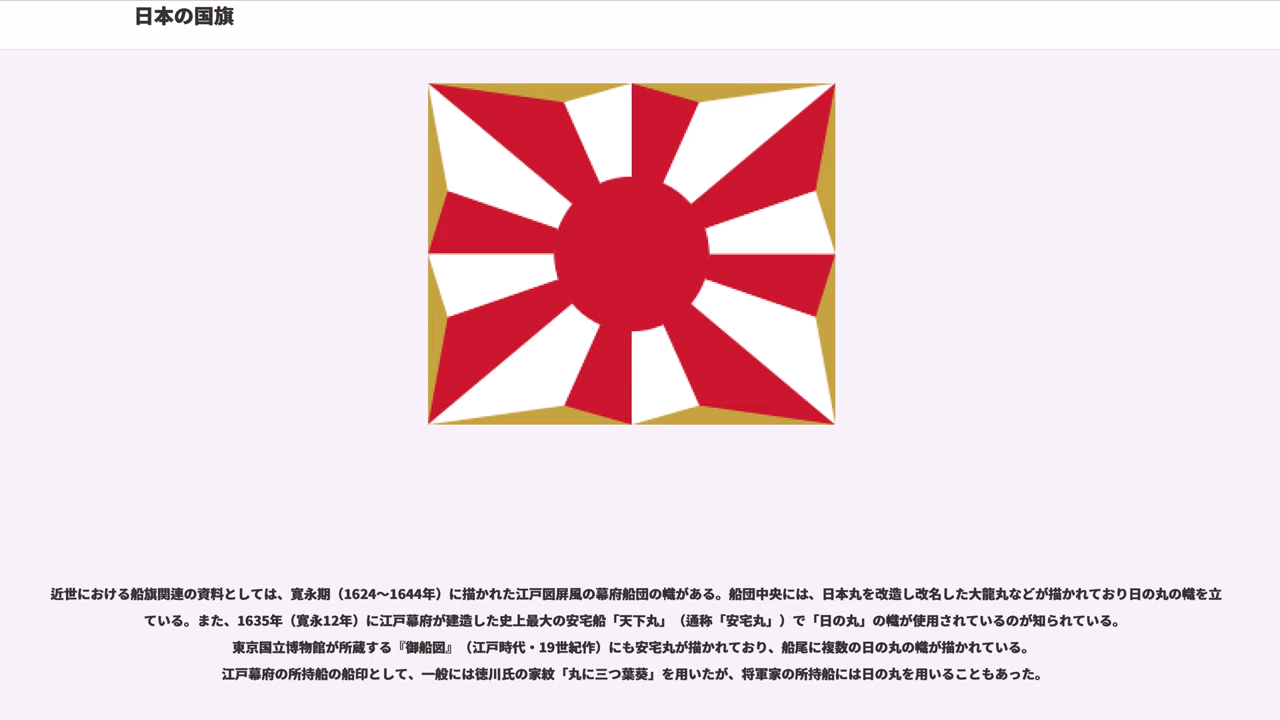 日本の国旗
近世における船旗関連の資料としては、寛永期（1624〜1644年）に描かれた江戸図屏風の幕府船団の幟がある。船団中央には、日本丸を改造し改名した大龍丸などが描かれており日の丸の幟を立
ている。また、1635年（寛永12年）に江戸幕府が建造した史上最大の安宅船「天下丸」（通称「安宅丸」）で「日の丸」の幟が使用されているのが知られている。
東京国立博物館が所蔵する『御船図』（江戸時代・19世紀作）にも安宅丸が描かれており、船尾に複数の日の丸の幟が描かれている。
江戸幕府の所持船の船印として、一般には徳川氏の家紋「丸に三つ葉葵」を用いたが、将軍家の所持船には日の丸を用いることもあった。